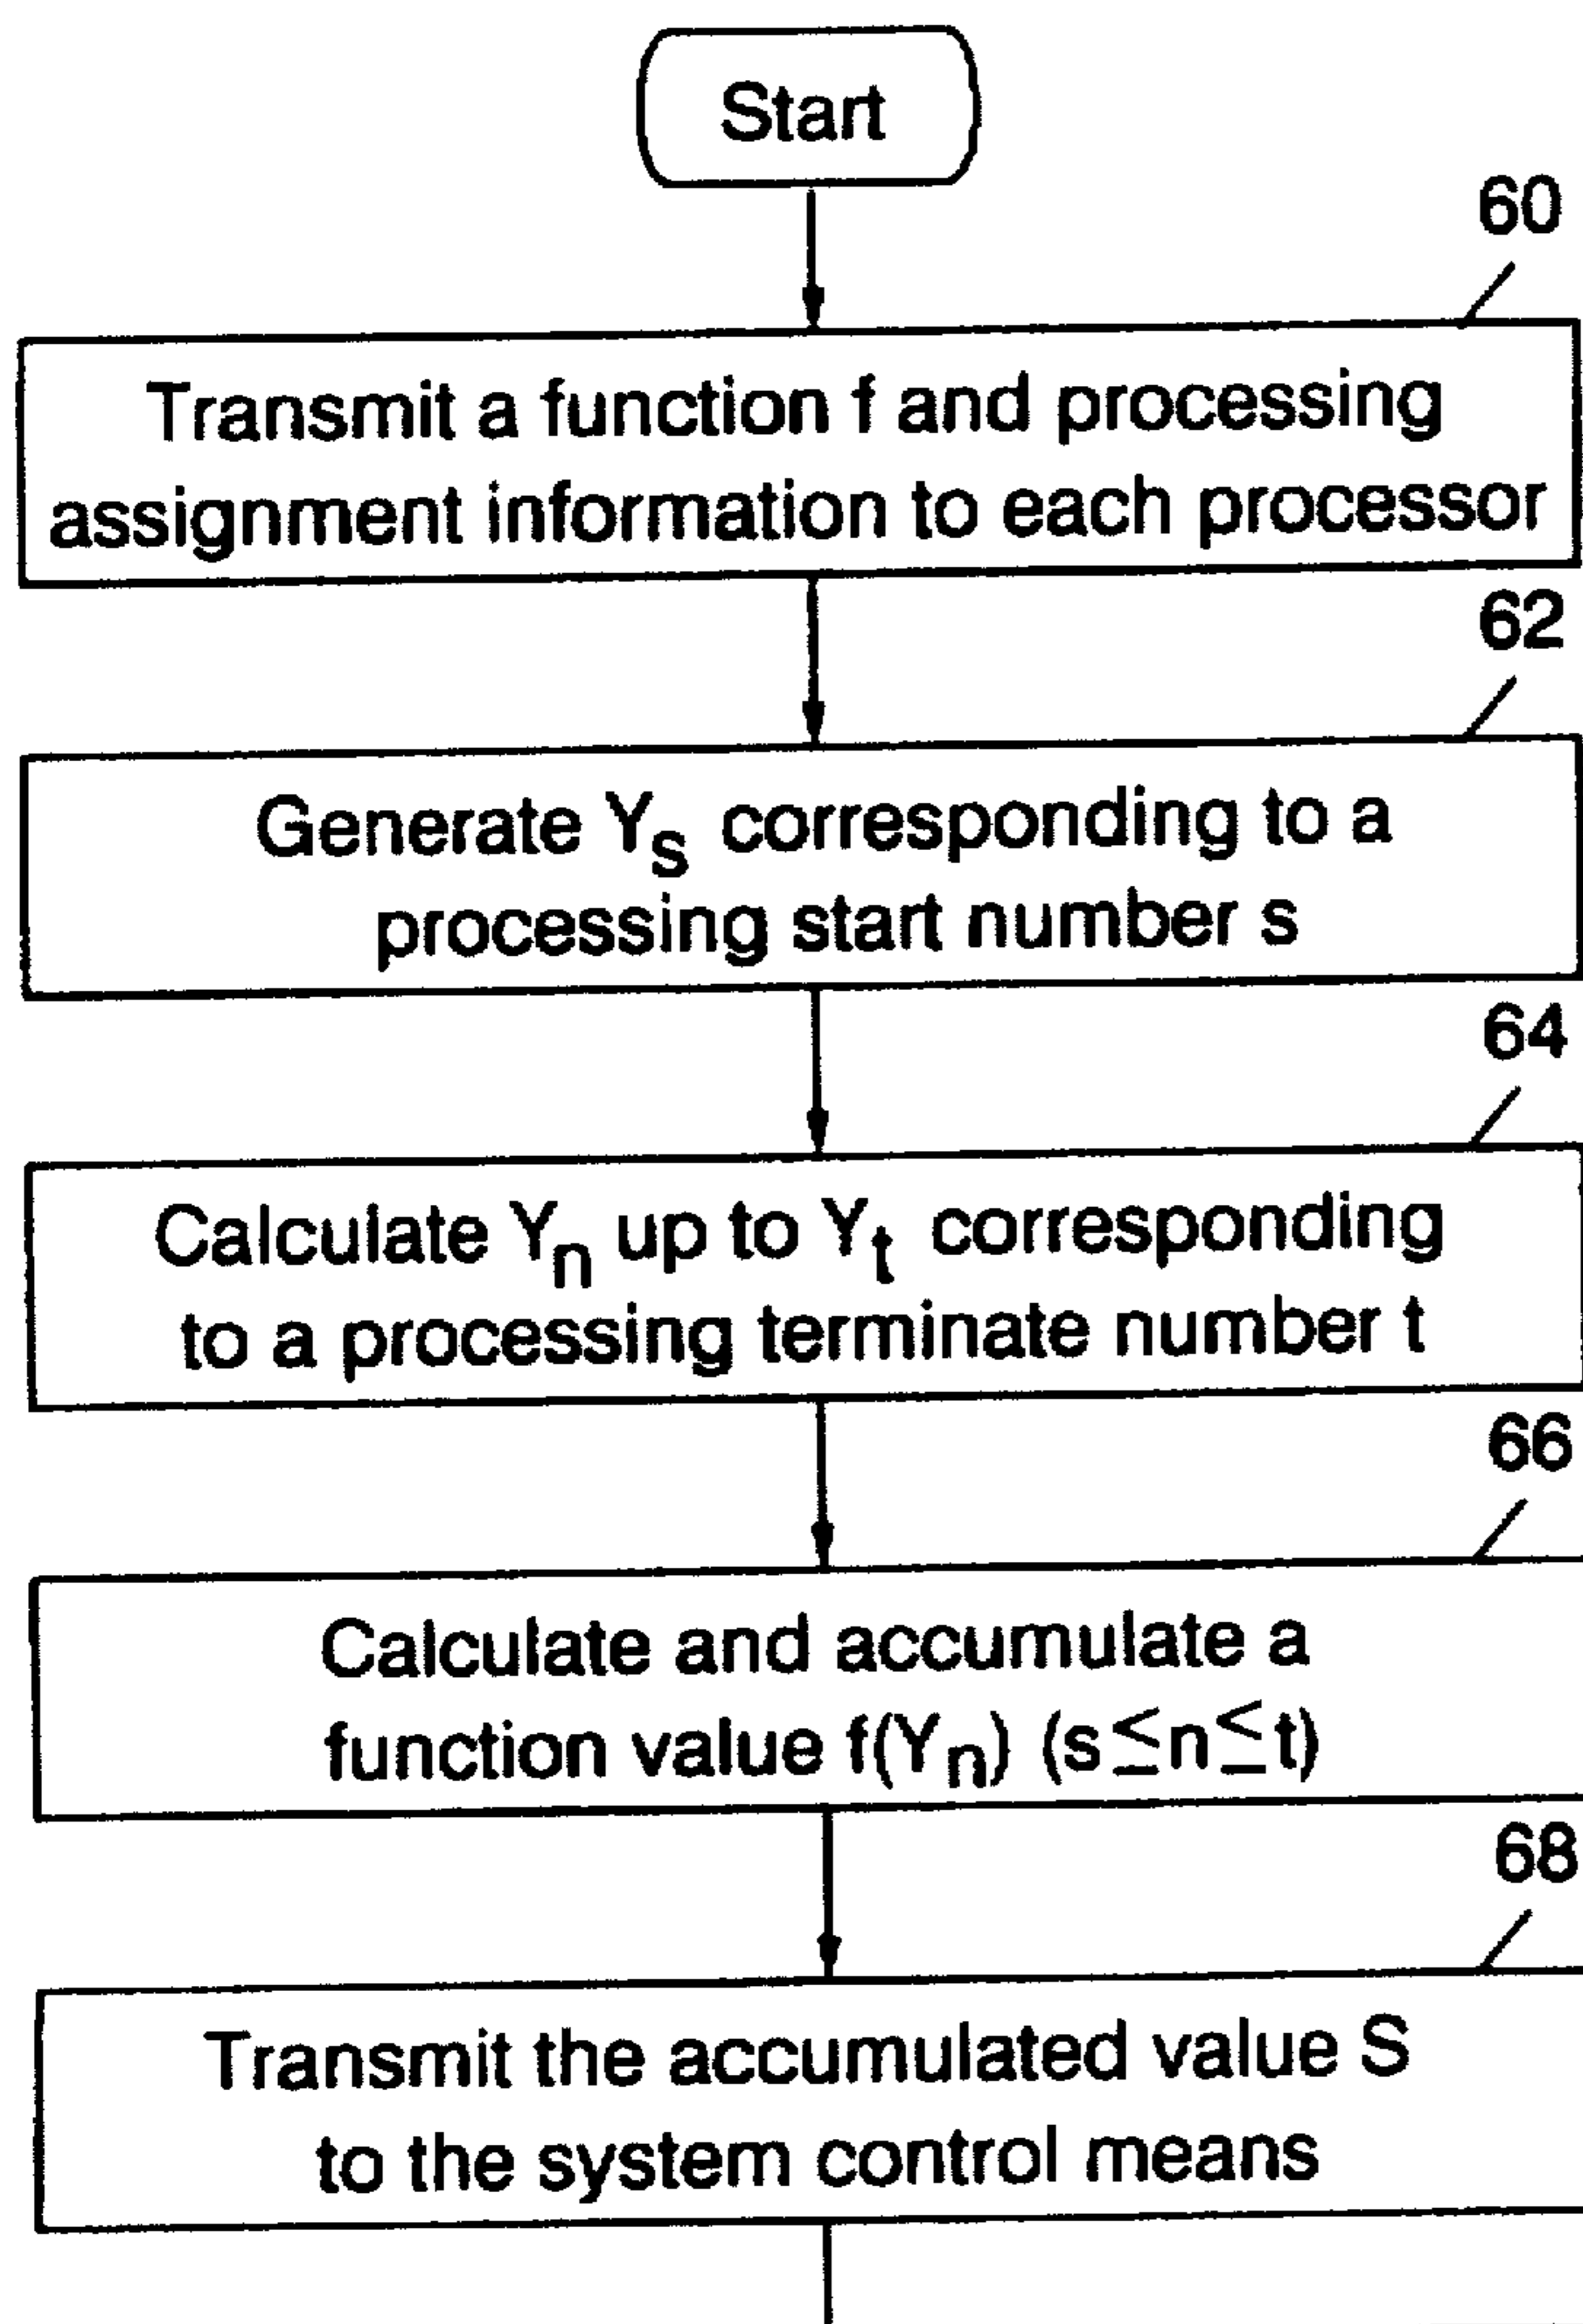 Start
60
Transmit a function f and processing
assignment information to each processor
62
Generate Yₛ corresponding to a
processing start number s
64
Calculate Yₙ up to Yₜ corresponding
to a processing terminate number t
66
Calculate and accumulate a
function value f(Yₙ) (s≦n≦t)
68
Transmit the accumulated value S
to the system control means